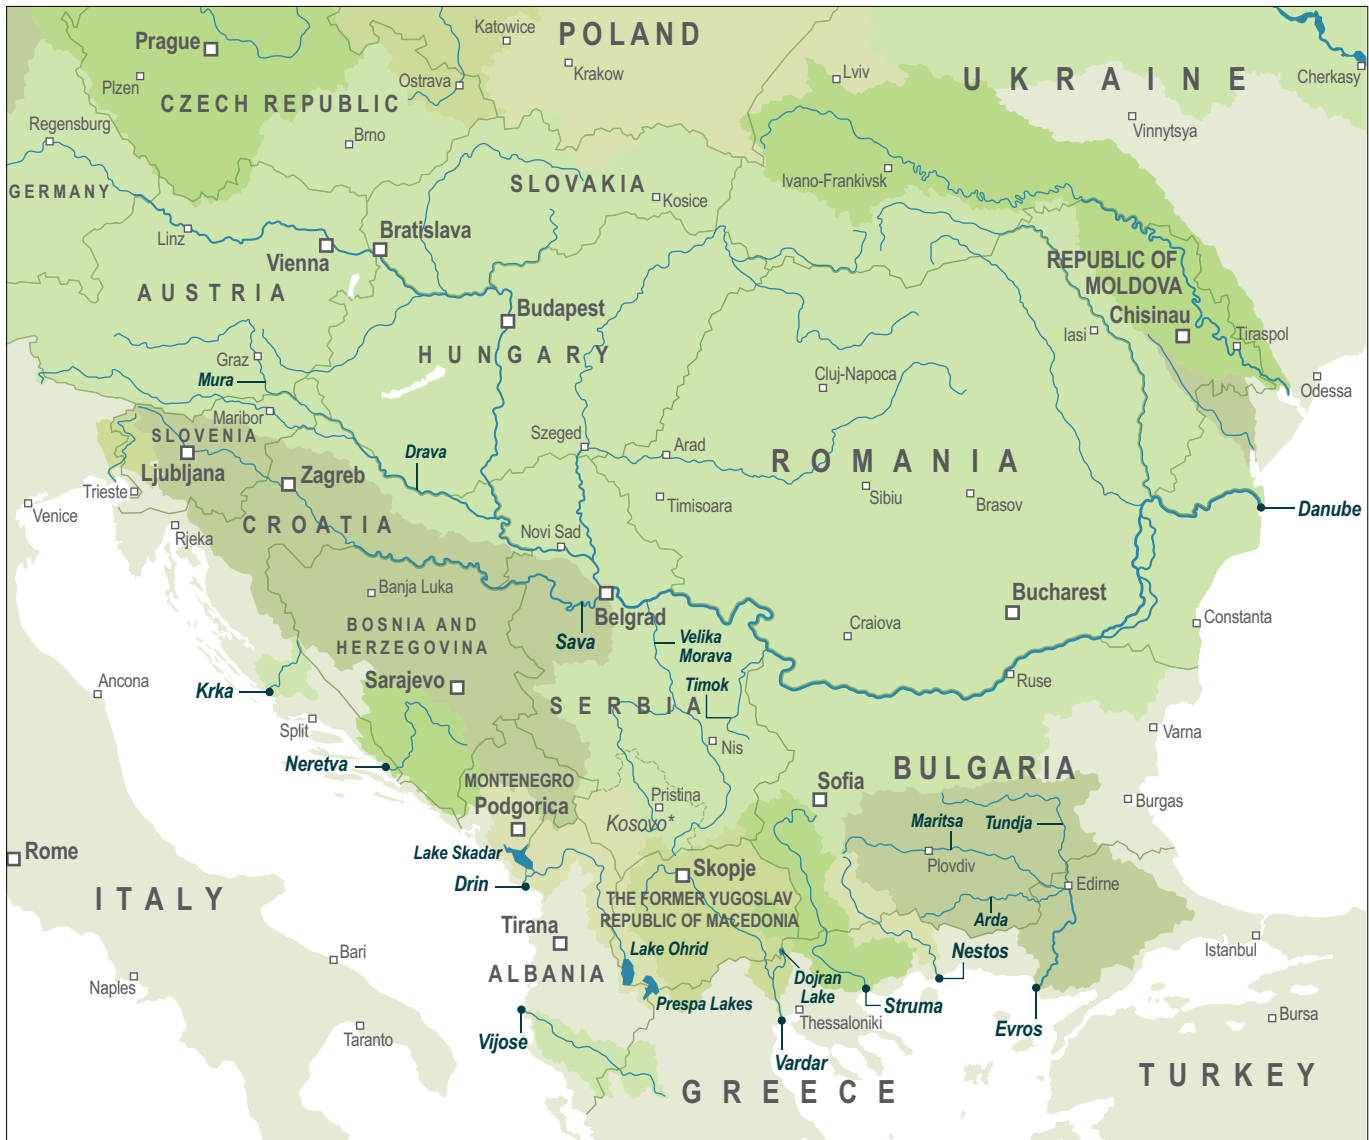 POLAND
Katowice
Prague
Krakow
Lviv
UKRAINE
Cherkasy
Plzen
Ostrava
CZECH REPUBLIC
Regensburg
Brno
Vinnytsya
GERMANY
SLOVAKIA
Kosice
Ivano-Frankivsk
Linz
Bratislava
Vienna
REPUBLIC OF
MOLDOVA
AUSTRIA
Budapest
Chisinau
Iasi
Tiraspol
HUNGARY
Graz
Mura
Cluj-Napoca
Odessa
Maribor
SLOVENIA
Szeged
Drava
Arad
ROMANIA
Ljubljana
Zagreb
Trieste
Timisoara
Sibiu
Brasov
Danube
Venice
CROATIA
Rjeka
Novi Sad
Banja Luka
Bucharest
Belgrad
BOSNIA AND
HERZEGOVINA
Sava
Velika
Morava
Craiova
Constanta
Ancona
Krka
Sarajevo
Timok
Ruse
SERBIA
Split
Nis
Varna
Neretva
BULGARIA
MONTENEGRO
Podgorica
Pristina
Kosovo*
Sofia
Burgas
Maritsa
Tundja
Rome
Lake Skadar
Plovdiv
Skopje
Edirne
Drin
ITALY
THE FORMER YUGOSLAV
REPUBLIC OF MACEDONIA
Arda
Tirana
Bari
Lake Ohrid
Nestos
Istanbul
ALBANIA
Naples
Dojran
Lake
Prespa Lakes
Struma
Thessaloniki
Evros
Bursa
Taranto
Vijose
Vardar
TURKEY
GREECE